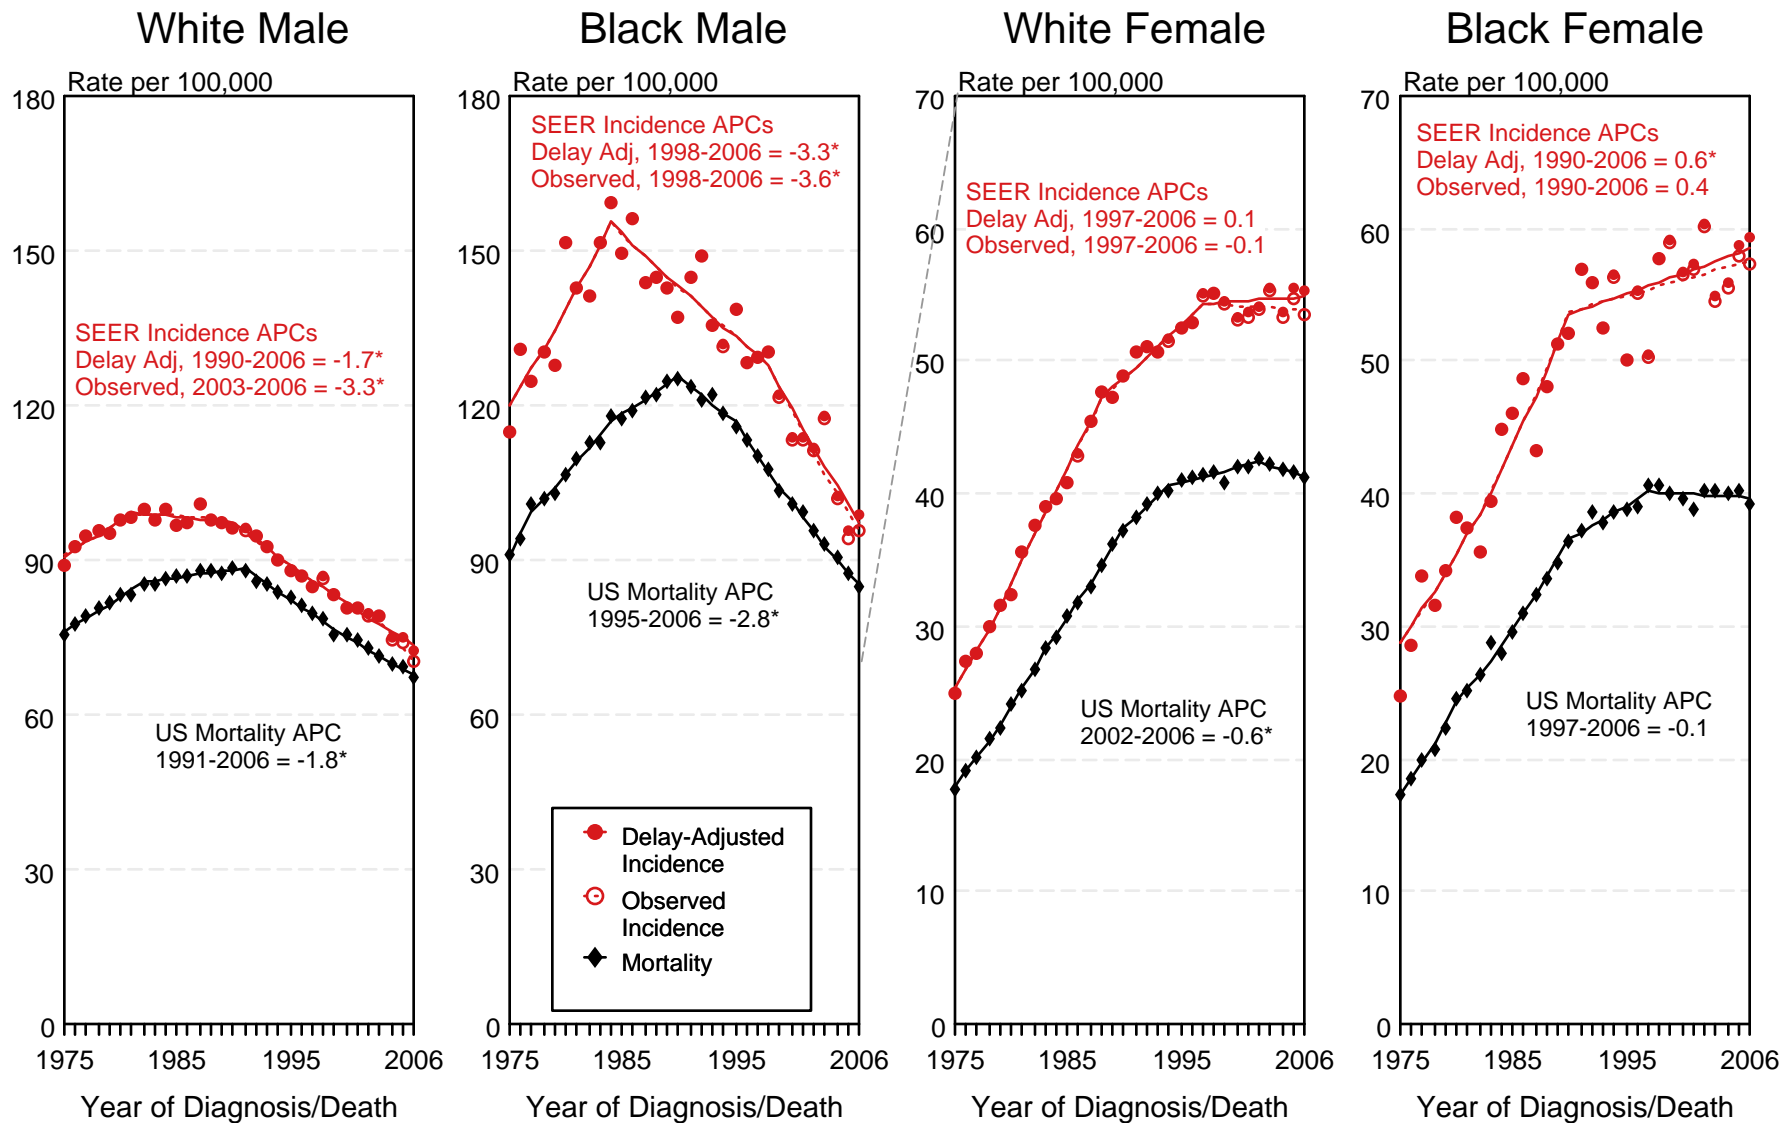 White Male
Rate per 100,000
180
150
120
90
60
30
0
SEER Incidence APCs
Delay Adj, 1990-2006 = -1.7*
Observed, 2003-2006 = -3.3*
US Mortality APC
1991-2006 = -1.8*
1975 1985 1995 2006
Year of Diagnosis/Death
Black Male
Rate per 100,000
180
150
120
90
60
30
0
SEER Incidence APCs
Delay Adj, 1998-2006 = -3.3*
Observed, 1998-2006 = -3.6*
US Mortality APC
1995-2006 = -2.8*
Delay-Adjusted
Incidence
Observed
Incidence
Mortality
1975 1985 1995 2006
Year of Diagnosis/Death
White Female
Rate per 100,000
70
60
50
40
30
20
10
0
SEER Incidence APCs
Delay Adj, 1997-2006 = 0.1
Observed, 1997-2006 = -0.1
US Mortality APC
2002-2006 = -0.6*
1975 1985 1995 2006
Year of Diagnosis/Death
Black Female
Rate per 100,000
70
60
50
40
30
20
10
0
SEER Incidence APCs
Delay Adj, 1990-2006 = 0.6*
Observed, 1990-2006 = 0.4
US Mortality APC
1997-2006 = -0.1
1975 1985 1995 2006
Year of Diagnosis/Death